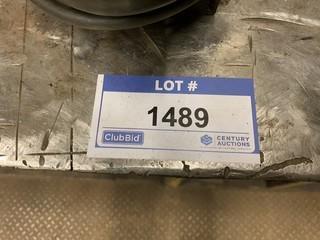 LOT #
1489
ClubBid
CENTURY
AUCTIONS